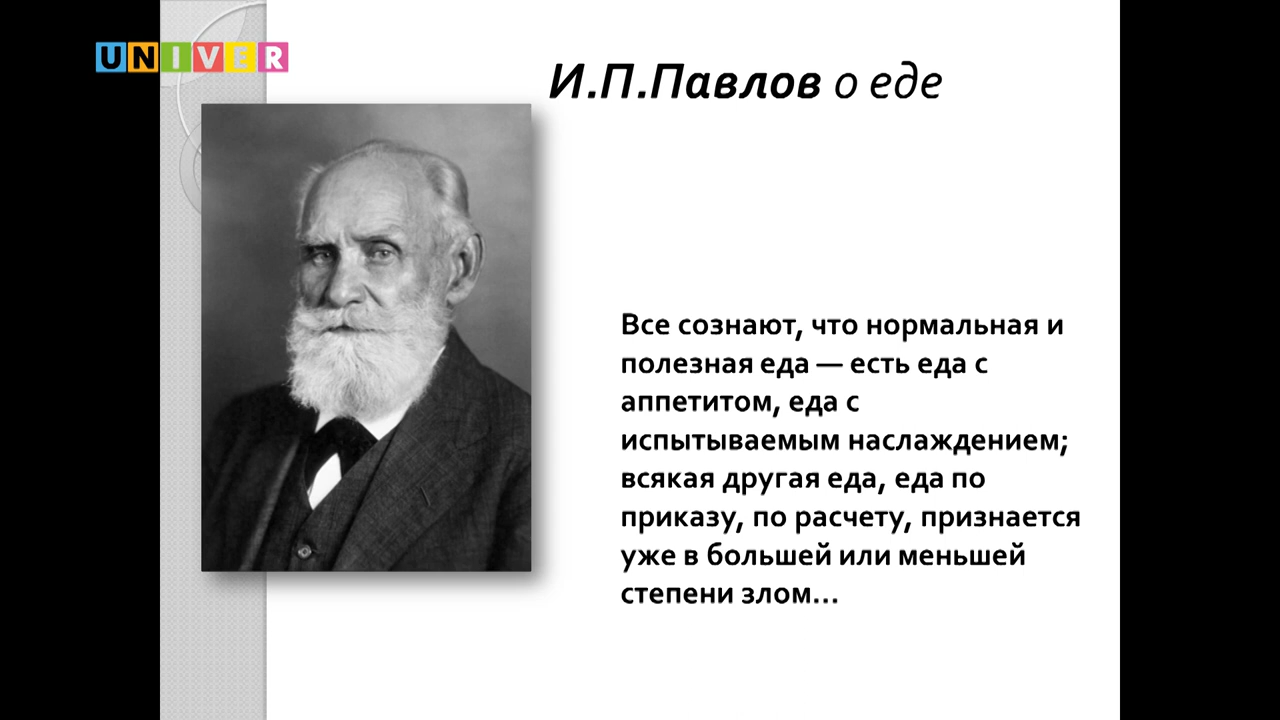 UNIVER
И.П.Павлов о еде
Все сознают, что нормальная и
полезная еда — есть еда с
аппетитом, еда с
испытываемым наслаждением;
всякая другая еда, еда по
приказу, по расчету, признается
уже в большей или меньшей
степени злом...